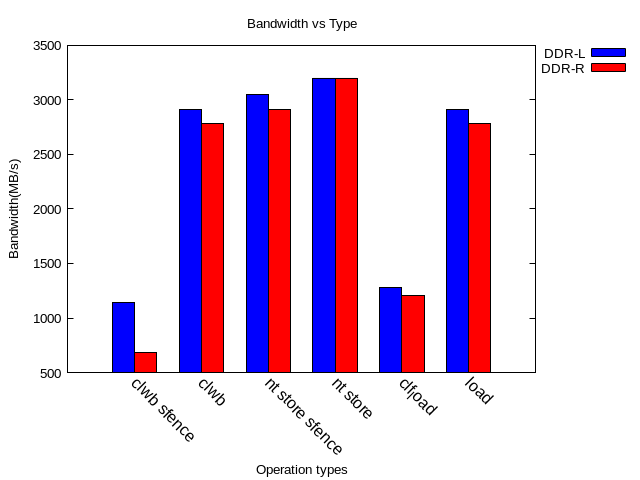 Bandwidth vs Type
DDR-L
DDR-R
3500
3000
2500
2000
1500
1000
500
Bandwidth(MB/s)
clwb sfence
clwb
nt store sfence
nt store
clfjoad
load
Operation types